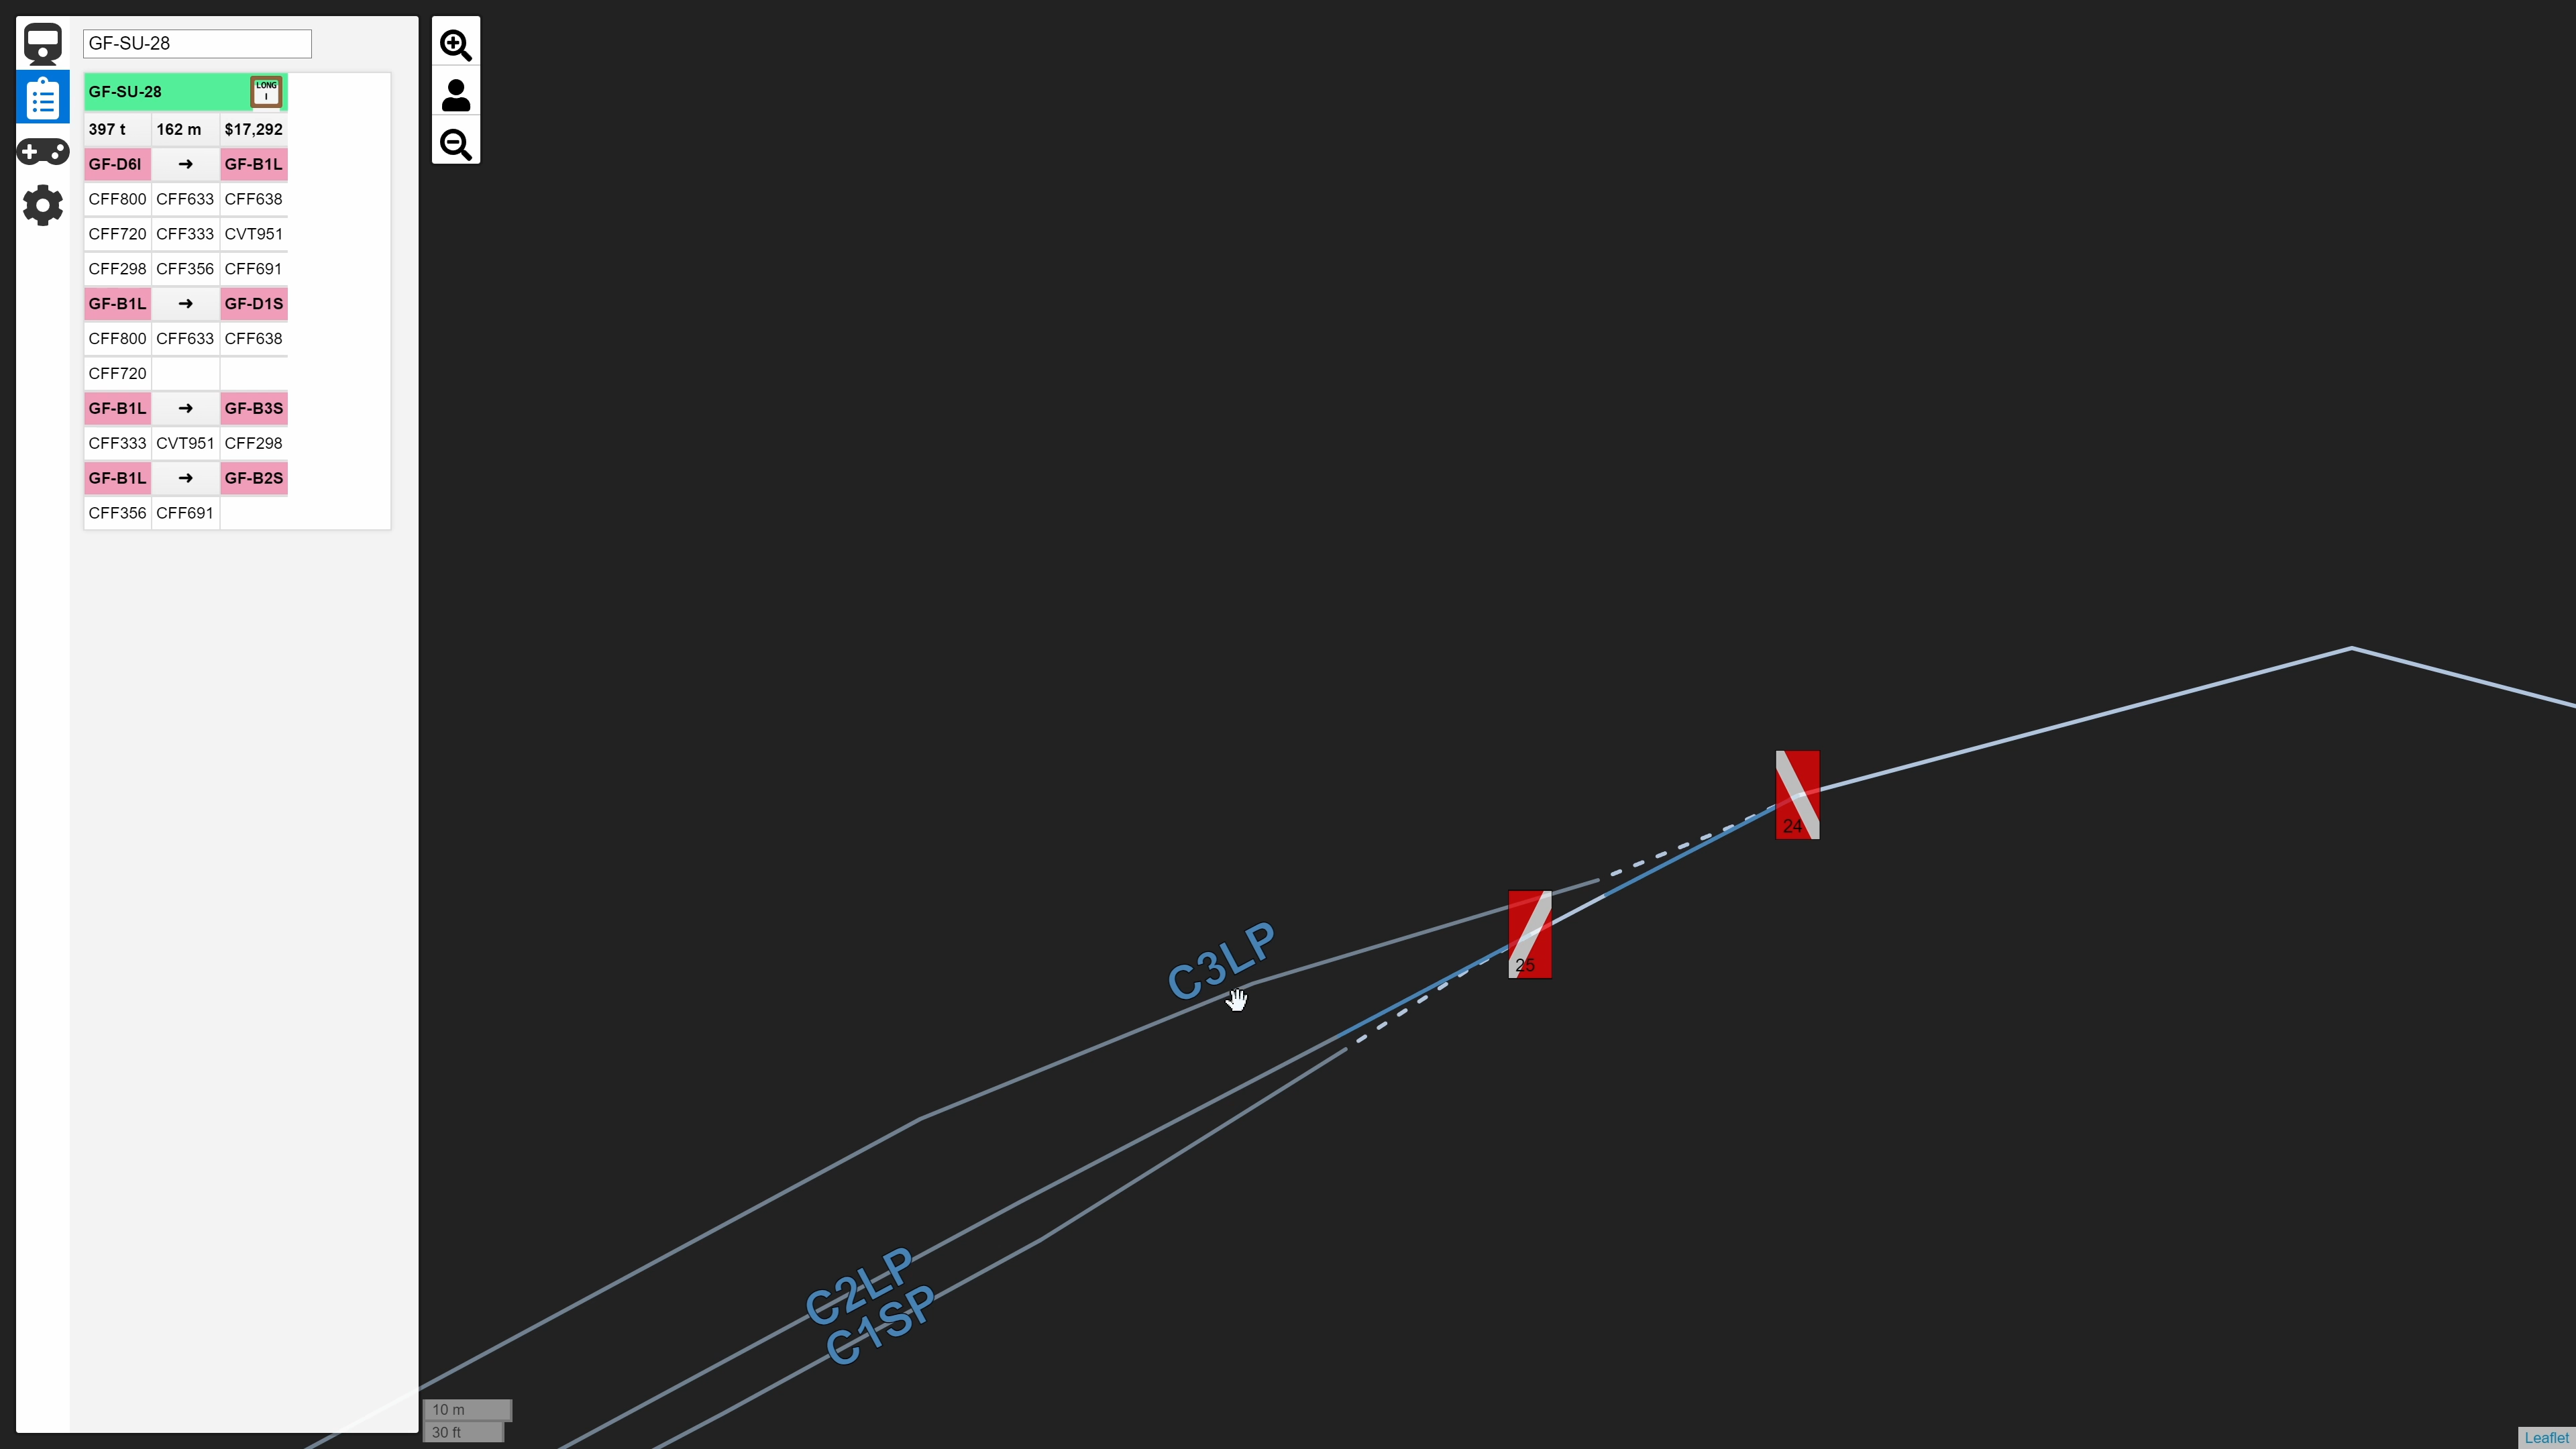 GF-SU-28
GF-SU-28 LONG I
397 t 162 m $17,292
GF-D6I ➜ GF-B1L
CFF800 CFF633 CFF638
CFF720 CFF333 CVT951
CFF298 CFF356 CFF691
GF-B1L ➜ GF-D1S
CFF800 CFF633 CFF638
CFF720
GF-B1L ➜ GF-B3S
CFF333 CVT951 CFF298
GF-B1L ➜ GF-B2S
CFF356 CFF691
24
25
C3LP
C2LP
C1SP
10 m
30 ft
Leaflet